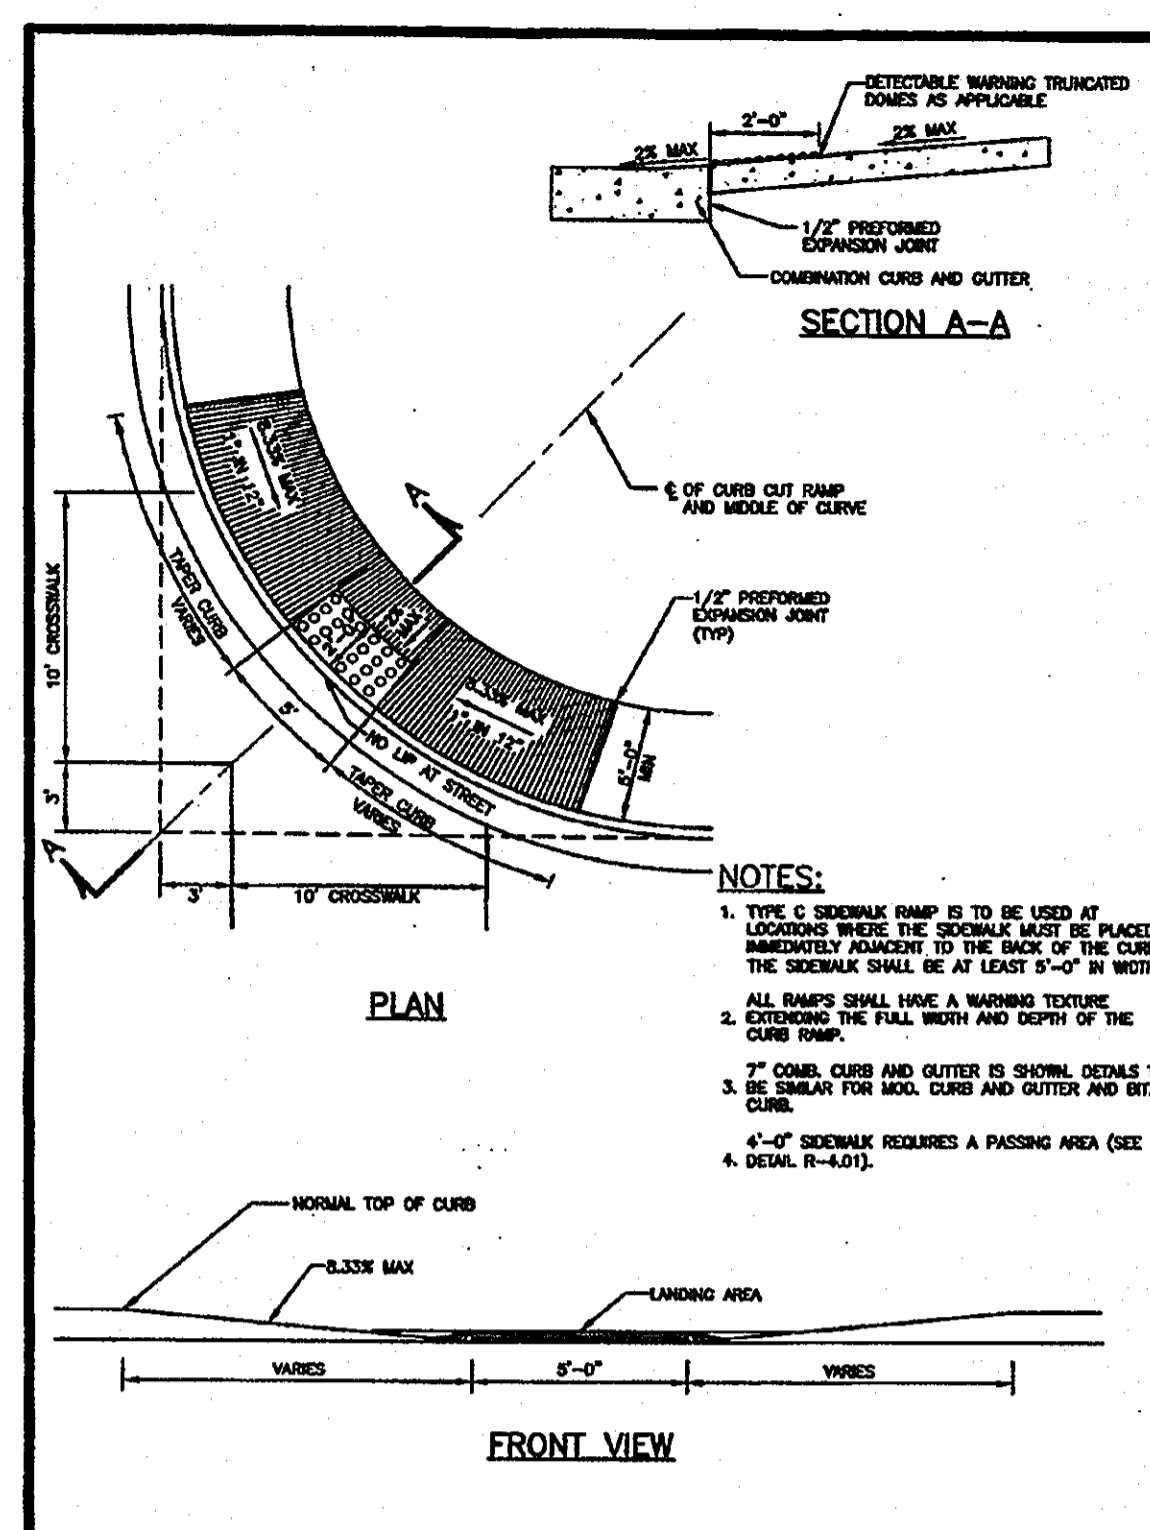 DETECTABLE WARNING TRUNCATED
DOMES AS APPLICABLE
2'-0"
2% MAX
2% MAX
1/2" PREFORMED
EXPANSION JOINT
COMBINATION CURB AND GUTTER
SECTION A-A
8.33% MAX
1" IN 12"
A
℄ OF CURB CUT RAMP
AND MIDDLE OF CURVE
10' CROSSWALK
TAPER CURB
VARIES
2% MAX
1/2" PREFORMED
EXPANSION JOINT
(TYP)
8.33% MAX
1" IN 12"
5'
NO LIP AT STREET
5'-0"
MIN
TAPER CURB
VARIES
3'
A
3'
10' CROSSWALK
PLAN
NOTES:
1. TYPE C SIDEWALK RAMP IS TO BE USED AT
LOCATIONS WHERE THE SIDEWALK MUST BE PLACED
IMMEDIATELY ADJACENT TO THE BACK OF THE CUR
THE SIDEWALK SHALL BE AT LEAST 5'-0" IN WIDTH
ALL RAMPS SHALL HAVE A WARNING TEXTURE
2. EXTENDING THE FULL WIDTH AND DEPTH OF THE
CURB RAMP.
7" COMB. CURB AND GUTTER IS SHOWN. DETAILS T
3. BE SIMILAR FOR MOD. CURB AND GUTTER AND BIT.
CURB.
4'-0" SIDEWALK REQUIRES A PASSING AREA (SEE
4. DETAIL R-4.01).
NORMAL TOP OF CURB
8.33% MAX
LANDING AREA
VARIES
5'-0"
VARIES
FRONT VIEW